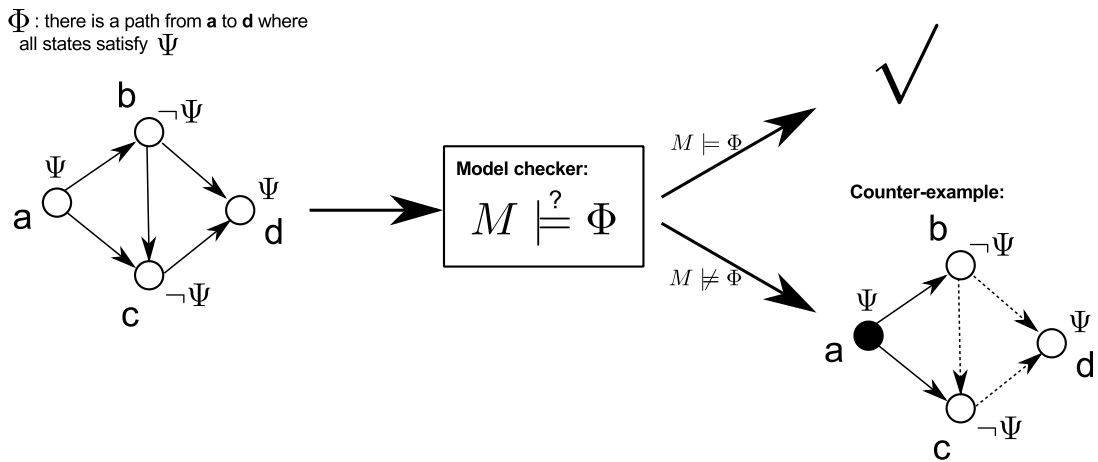 Φ : there is a path from a to d where
all states satisfy Ψ
b
¬Ψ
Ψ
a
Ψ
d
¬Ψ
c
Model checker:
M ⊨? Φ
M ⊨ Φ
M ⊭ Φ
√
Counter-example:
b
¬Ψ
Ψ
a
Ψ
d
¬Ψ
c